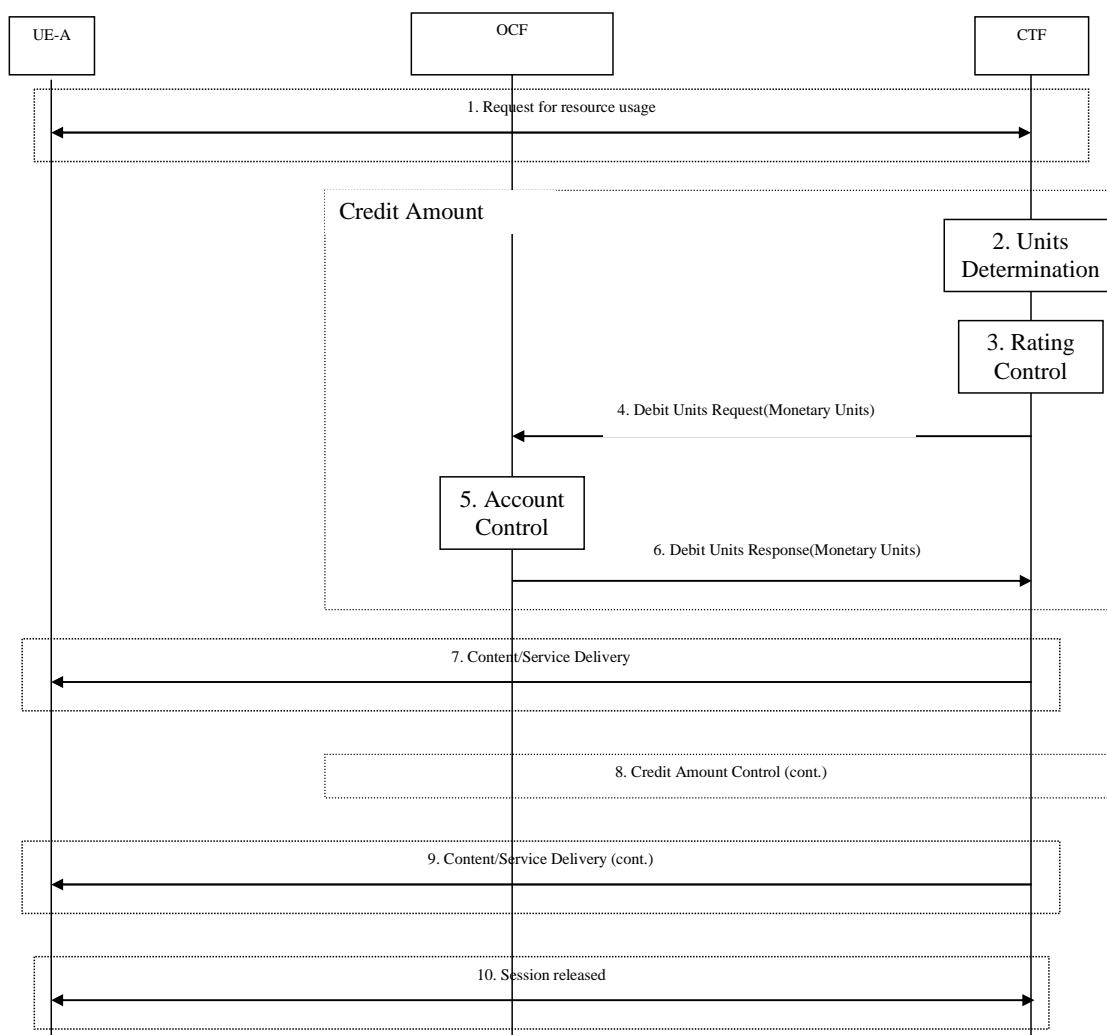 UE-A
OCF
CTF
1. Request for resource usage
Credit Amount
2. Units
Determination
3. Rating
Control
4. Debit Units Request(Monetary Units)
5. Account
Control
6. Debit Units Response(Monetary Units)
7. Content/Service Delivery
8. Credit Amount Control (cont.)
9. Content/Service Delivery (cont.)
10. Session released